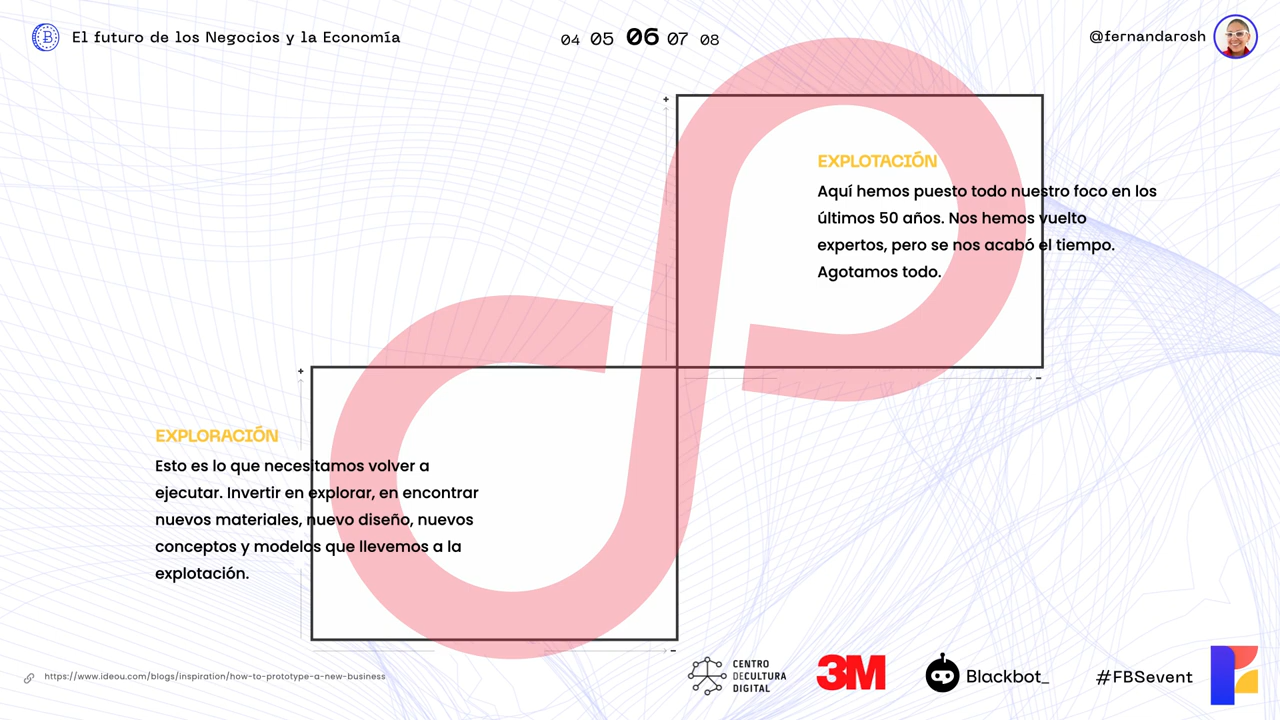 El futuro de los Negocios y la Economía
04 05 06 07 08
@fernandarosh
+
EXPLOTACIÓN
Aquí hemos puesto todo nuestro foco en los
últimos 50 años. Nos hemos vuelto
expertos, pero se nos acabó el tiempo.
Agotamos todo.
+
-
EXPLORACIÓN
Esto es lo que necesitamos volver a
ejecutar. Invertir en explorar, en encontrar
nuevos materiales, nuevo diseño, nuevos
conceptos y modelos que llevemos a la
explotación.
-
https://www.ideou.com/blogs/inspiration/how-to-prototype-a-new-business
CENTRO
DECULTURA
DIGITAL
3M
Blackbot_
#FBSevent